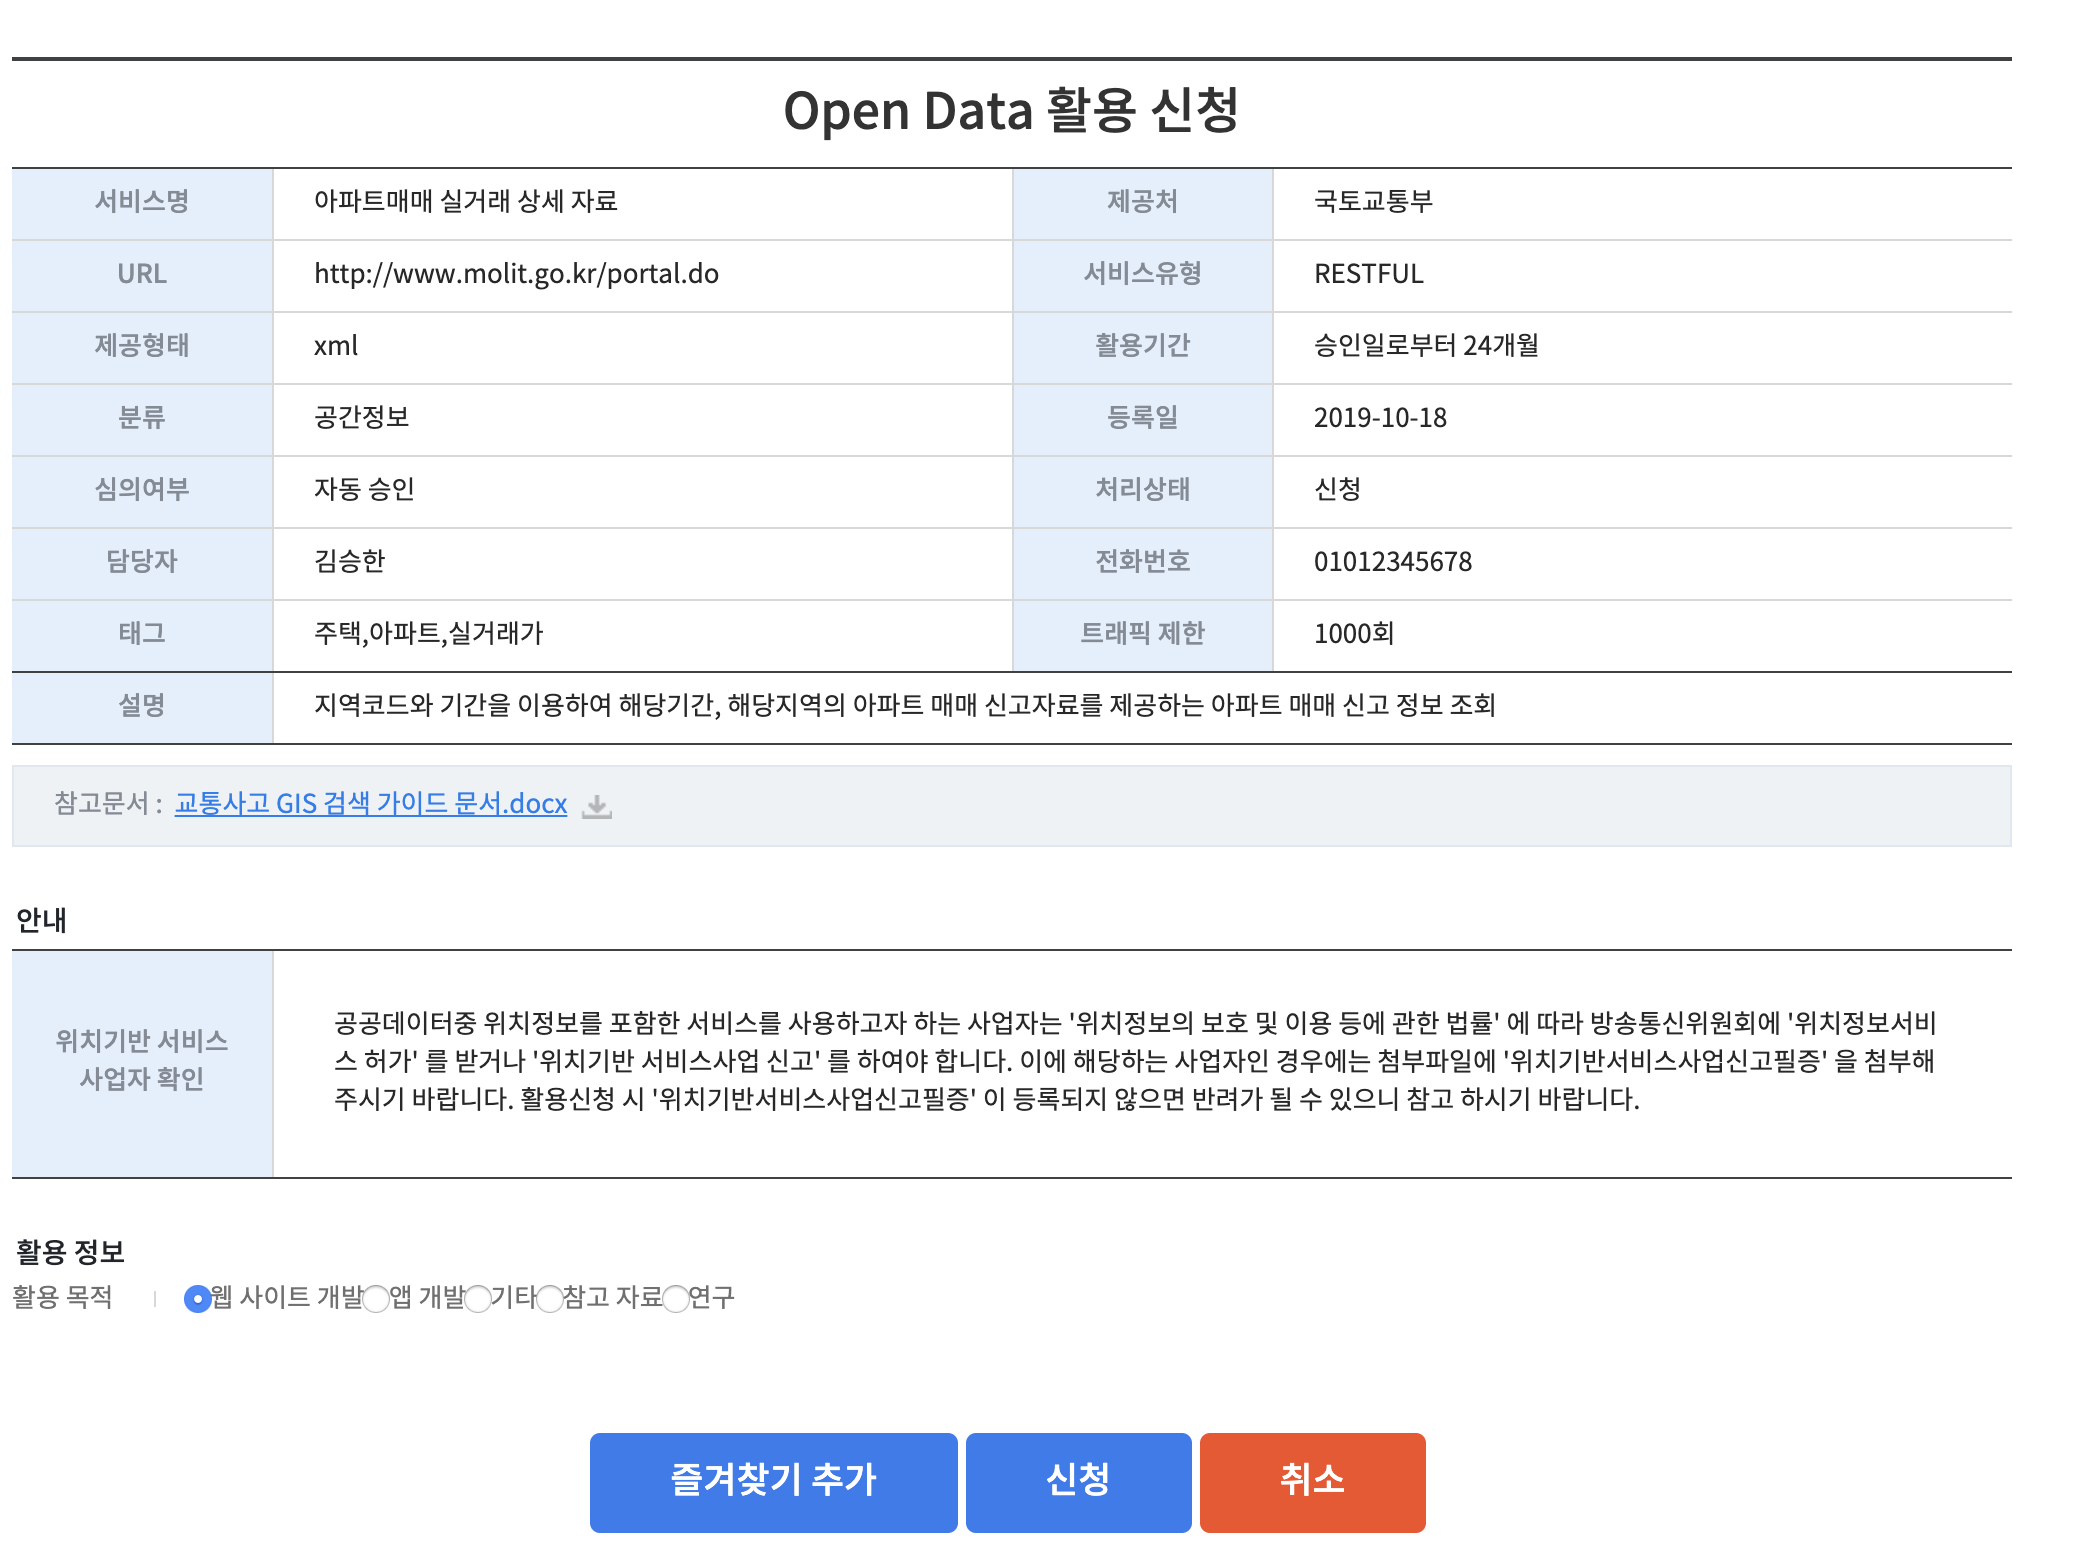 Open Data 활용 신청
서비스명 아파트매매 실거래 상세 자료 제공처 국토교통부
URL http://www.molit.go.kr/portal.do 서비스유형 RESTFUL
제공형태 xml 활용기간 승인일로부터 24개월
분류 공간정보 등록일 2019-10-18
심의여부 자동 승인 처리상태 신청
담당자 김승한 전화번호 01012345678
태그 주택,아파트,실거래가 트래픽 제한 1000회
설명 지역코드와 기간을 이용하여 해당기간, 해당지역의 아파트 매매 신고자료를 제공하는 아파트 매매 신고 정보 조회
참고문서 : 교통사고 GIS 검색 가이드 문서.docx
안내
위치기반 서비스
사업자 확인
공공데이터중 위치정보를 포함한 서비스를 사용하고자 하는 사업자는 '위치정보의 보호 및 이용 등에 관한 법률' 에 따라 방송통신위원회에 '위치정보서비
스 허가' 를 받거나 '위치기반 서비스사업 신고' 를 하여야 합니다. 이에 해당하는 사업자인 경우에는 첨부파일에 '위치기반서비스사업신고필증' 을 첨부해
주시기 바랍니다. 활용신청 시 '위치기반서비스사업신고필증' 이 등록되지 않으면 반려가 될 수 있으니 참고 하시기 바랍니다.
활용 정보
활용 목적 웹 사이트 개발 앱 개발 기타 참고 자료 연구
즐겨찾기 추가 신청 취소